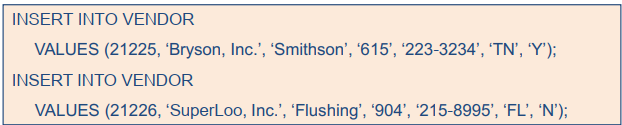 INSERT INTO VENDOR
VALUES (21225, ‘Bryson, Inc.’, ‘Smithson’, ‘615’, ‘223-3234’, ‘TN’, ‘Y’);
INSERT INTO VENDOR
VALUES (21226, ‘SuperLoo, Inc.’, ‘Flushing’, ‘904’, ‘215-8995’, ‘FL’, ‘N’);